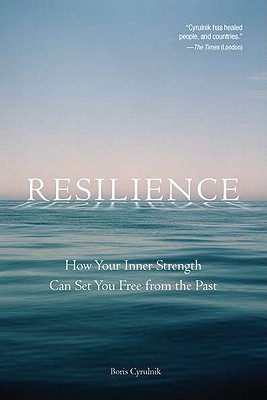 "Cyrulnik has healed
people, and countries."
—The Times (London)
RESILIENCE
How Your Inner Strength
Can Set You Free from the Past
Boris Cyrulnik